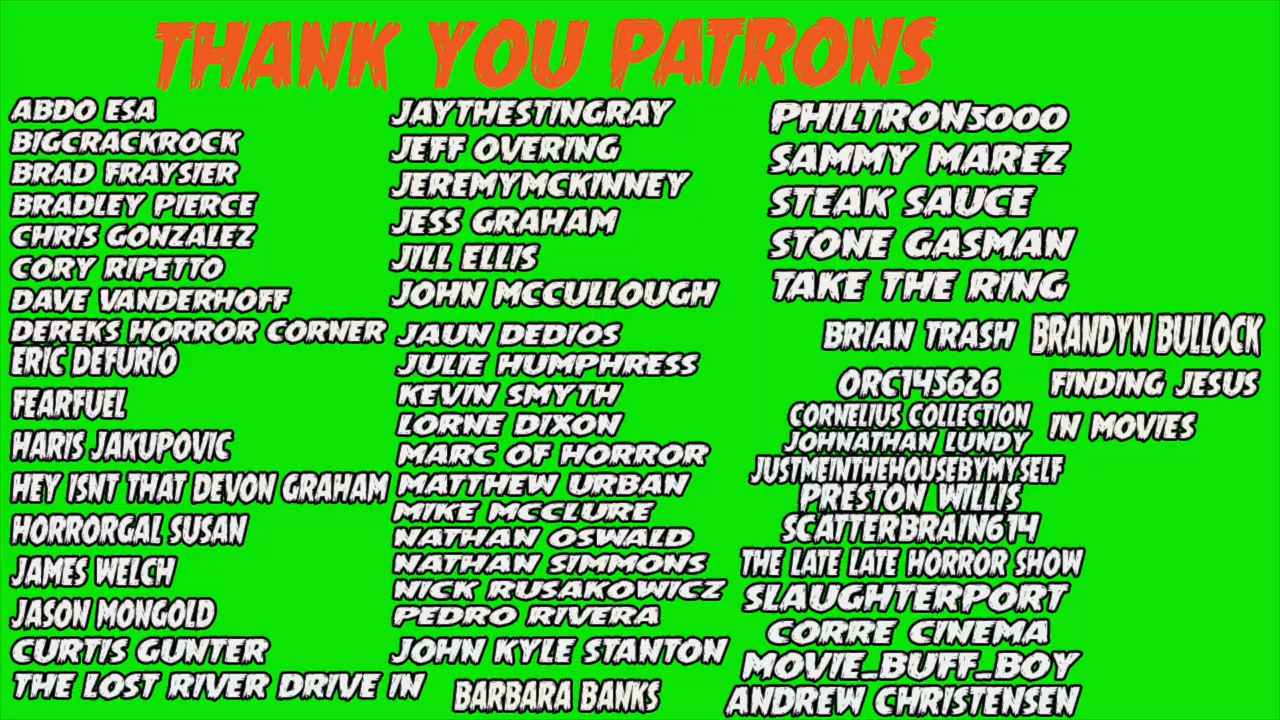 THANK YOU PATRONS
ABDO ESA
BIGCRACKROCK
BRAD FRAYSIER
BRADLEY PIERCE
CHRIS GONZALEZ
CORY RIPETTO
DAVE VANDERHOFF
DEREKS HORROR CORNER
ERIC DEFURIO
FEARFUEL
HARIS JAKUPOVIC
HEY ISNT THAT DEVON GRAHAM
HORRORGAL SUSAN
JAMES WELCH
JASON MONGOLD
CURTIS GUNTER
THE LOST RIVER DRIVE IN
JAYTHESTINGRAY
JEFF OVERING
JEREMYMCKINNEY
JESS GRAHAM
JILL ELLIS
JOHN MCCULLOUGH
JAUN DEDIOS
JULIE HUMPHRESS
KEVIN SMYTH
LORNE DIXON
MARC OF HORROR
MATTHEW URBAN
MIKE MCCLURE
NATHAN OSWALD
NATHAN SIMMONS
NICK RUSAKOWICZ
PEDRO RIVERA
JOHN KYLE STANTON
BARBARA BANKS
PHILTRON5000
SAMMY MAREZ
STEAK SAUCE
STONE GASMAN
TAKE THE RING
BRIAN TRASH
ORC145626
CORNELIUS COLLECTION
JOHNATHAN LUNDY
JUSTMEINTHEHOUSEBYMYSELF
PRESTON WILLIS
SCATTERBRAIN614
THE LATE LATE HORROR SHOW
SLAUGHTERPORT
CORRE CINEMA
MOVIE_BUFF_BOY
ANDREW CHRISTENSEN
BRANDYN BULLOCK
FINDING JESUS
IN MOVIES